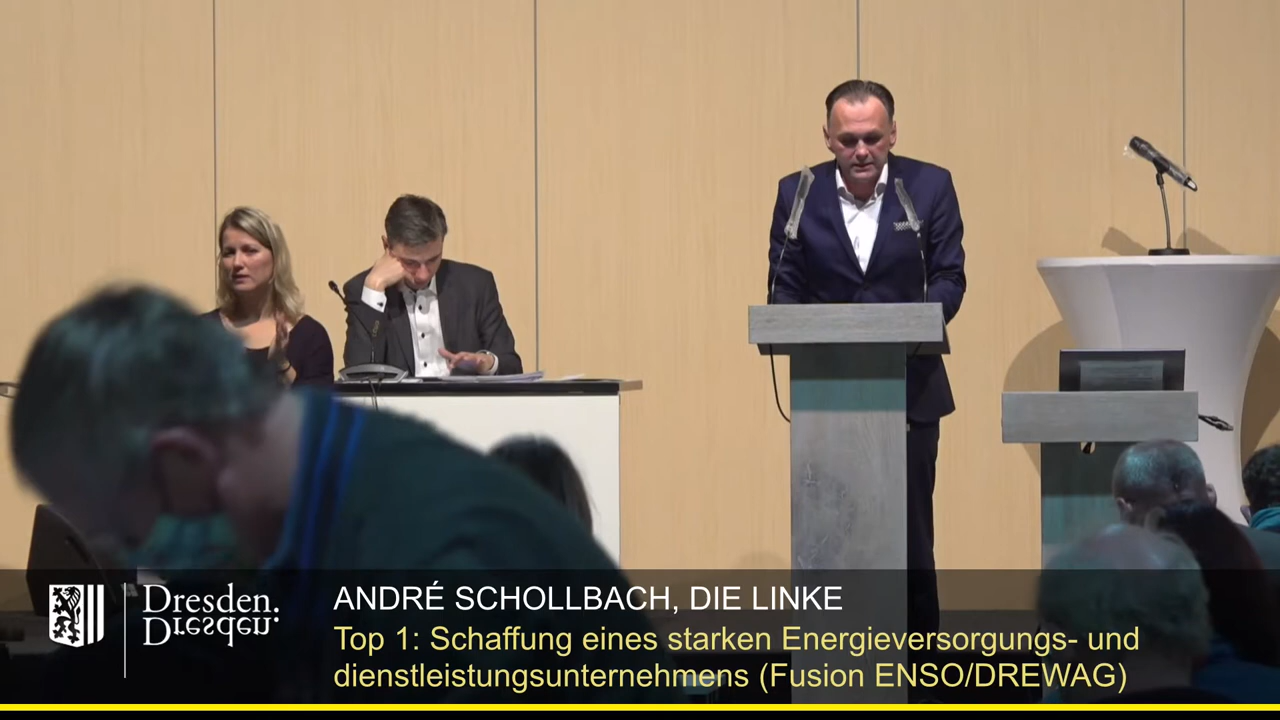 Dresden.
Dresden.
ANDRÉ SCHOLLBACH, DIE LINKE
Top 1: Schaffung eines starken Energieversorgungs- und
dienstleistungsunternehmens (Fusion ENSO/DREWAG)